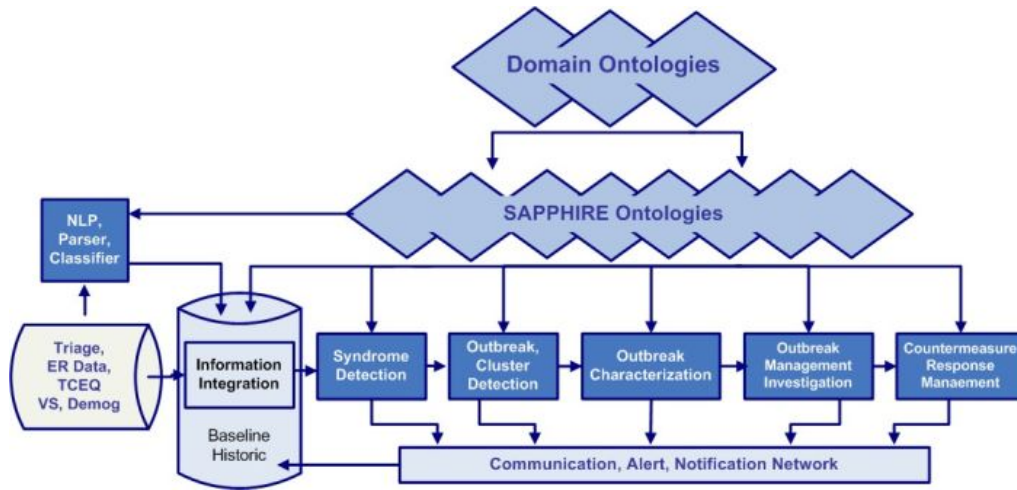 Domain Ontologies
SAPPHIRE Ontologies
NLP,
Parser,
Classifier
Triage,
ER Data,
TCEQ
VS, Demog
Information
Integration
Baseline
Historic
Syndrome
Detection
Outbreak,
Cluster
Detection
Outbreak
Characterization
Outbreak
Management
Investigation
Countermeasure
Response
Manaement
Communication, Alert, Notification Network